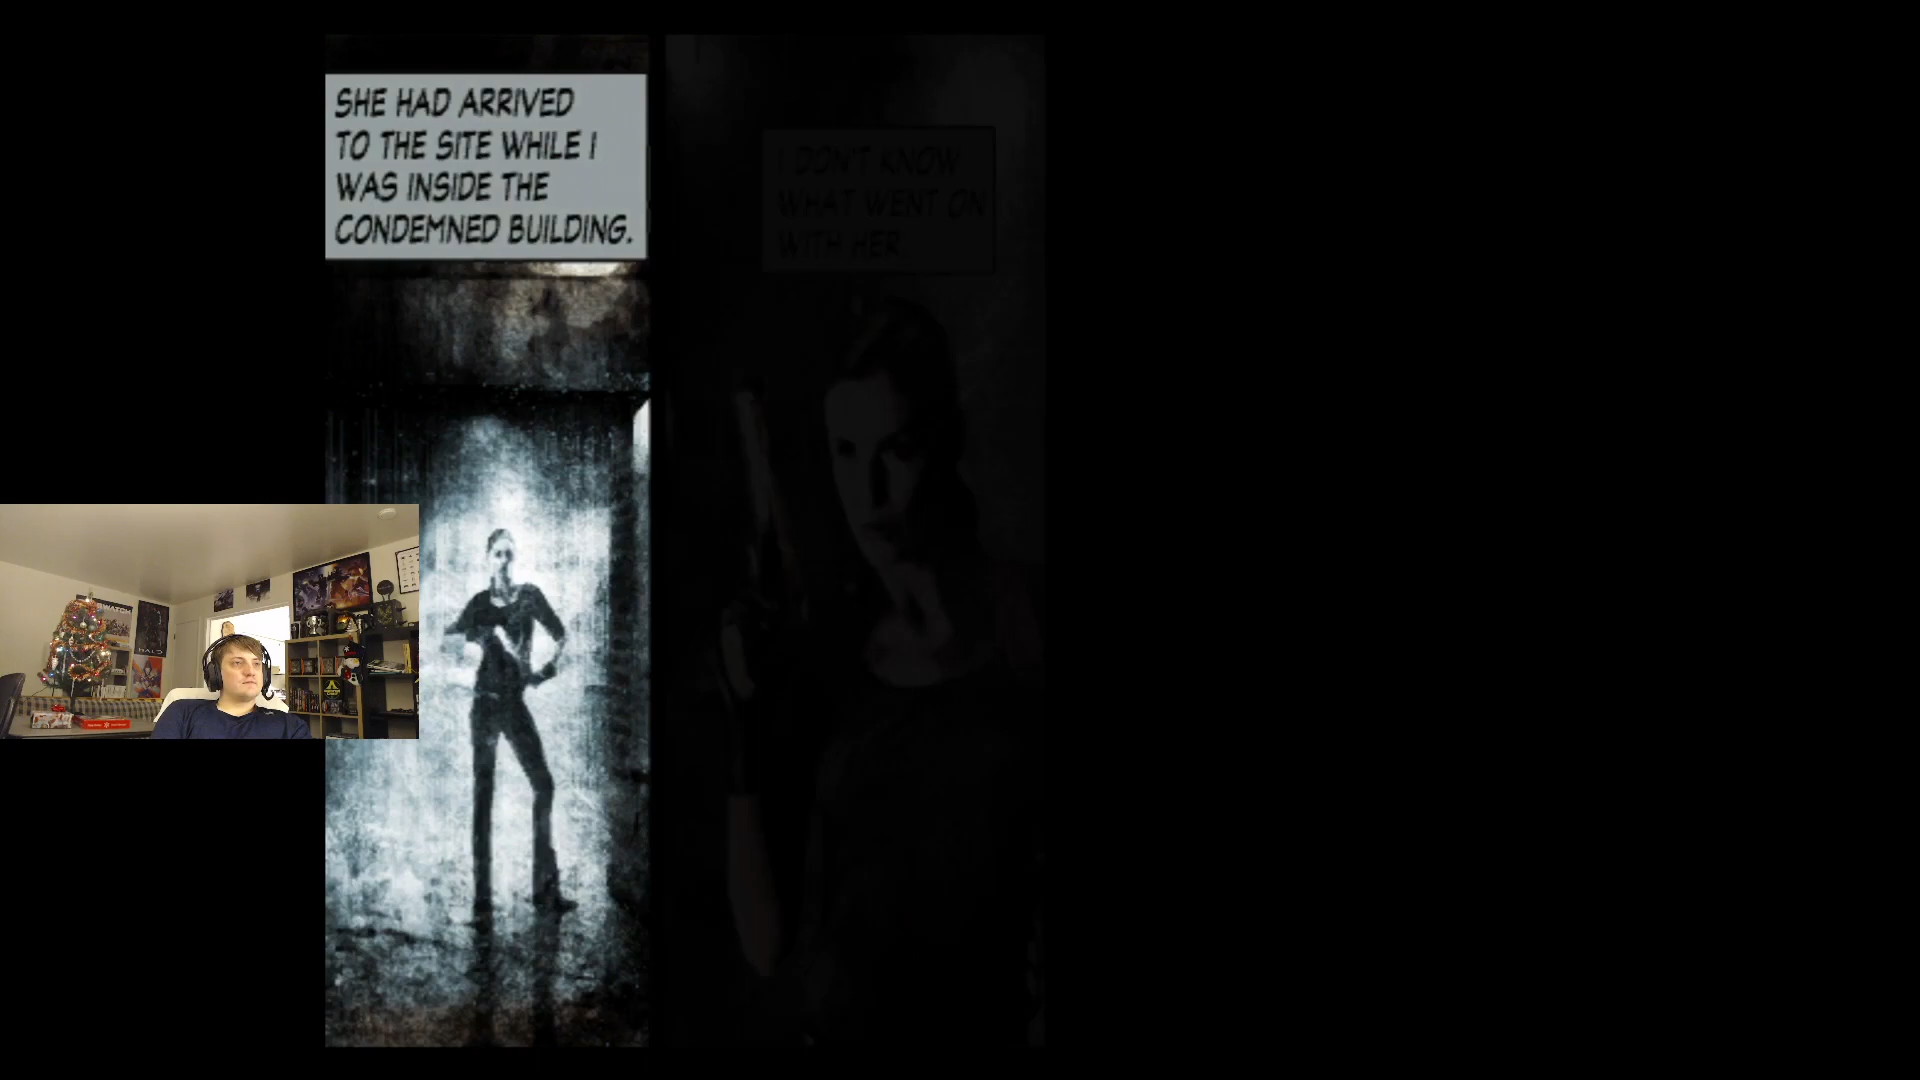 SHE HAD ARRIVED
TO THE SITE WHILE I
WAS INSIDE THE
CONDEMNED BUILDING.
I DON'T KNOW
WHAT WENT ON
WITH HER.